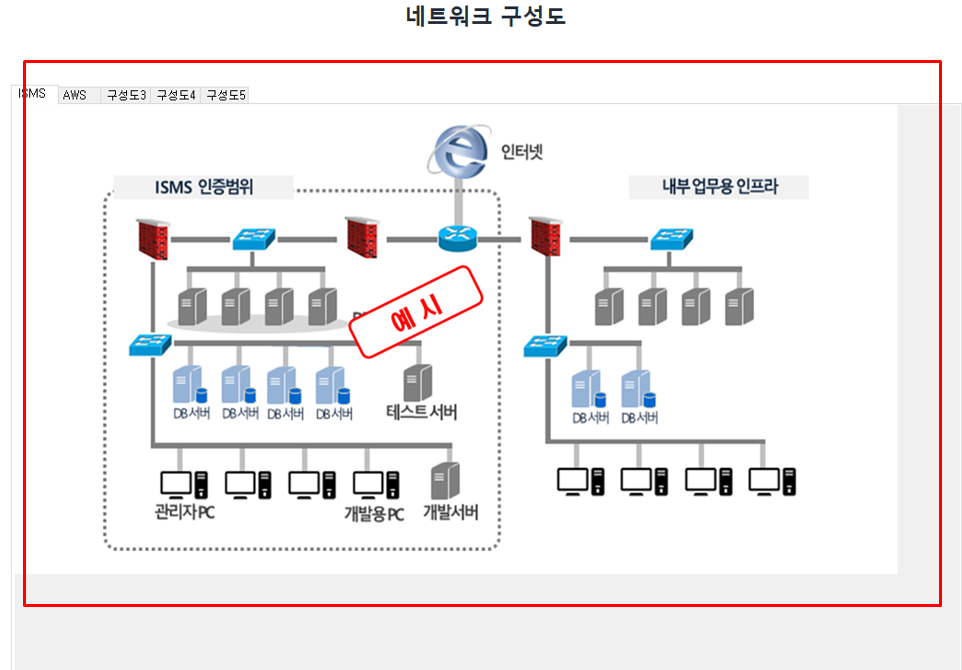 네트워크 구성도
ISMS AWS 구성도3 구성도4 구성도5
인터넷
ISMS 인증범위
내부 업무용 인프라
예 시
DB서버 DB서버 DB서버 DB서버 테스트서버
DB서버 DB서버
관리자PC 개발용PC 개발서버